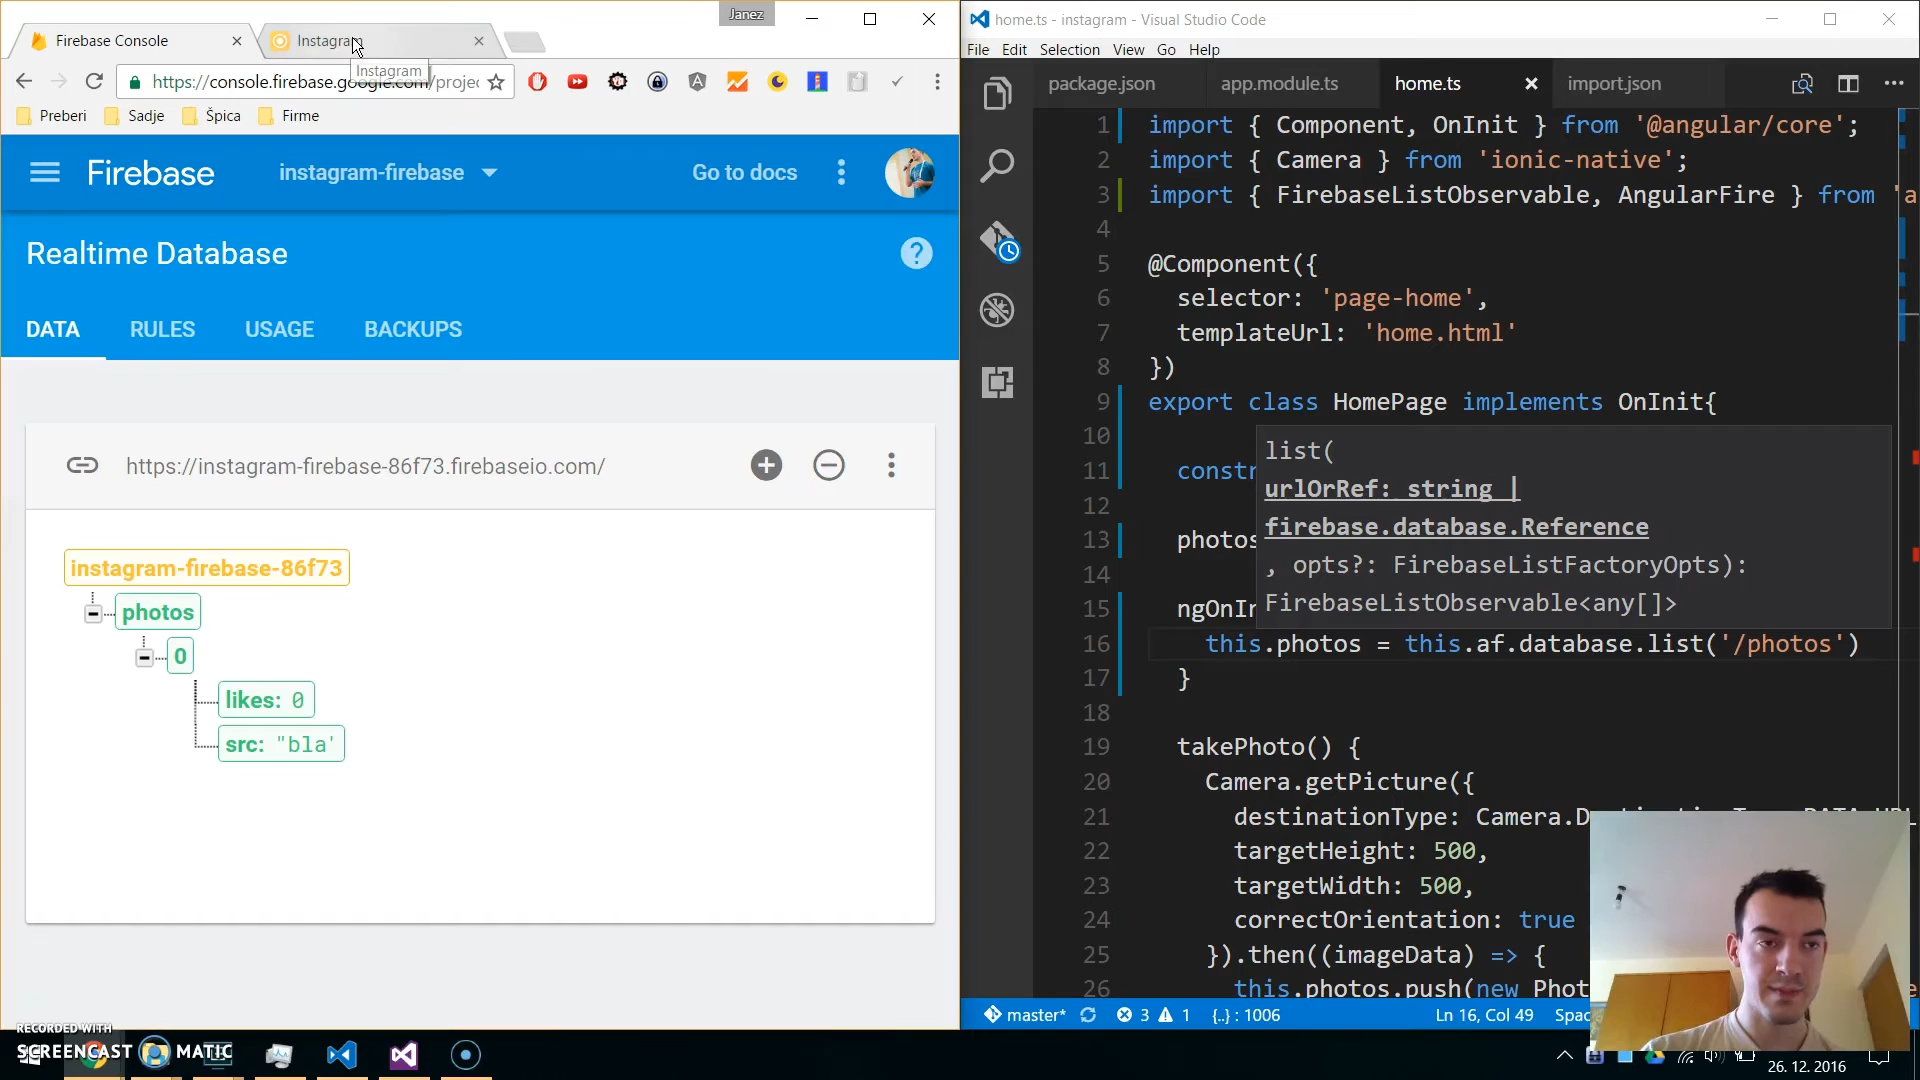 Janez
Firebase Console
Instagram
https://console.firebase.google.com/projec
Instagram
Preberi
Sadje
Špica
Firme
Firebase
instagram-firebase
Go to docs
Realtime Database
DATA
RULES
USAGE
BACKUPS
https://instagram-firebase-86f73.firebaseio.com/
instagram-firebase-86f73
photos
0
likes: 0
src: "bla'
home.ts - instagram - Visual Studio Code
File Edit Selection View Go Help
package.json
app.module.ts
home.ts
import.json
1 import { Component, OnInit } from '@angular/core';
2 import { Camera } from 'ionic-native';
3 import { FirebaseListObservable, AngularFire } from 'a
4
5 @Component({
6 selector: 'page-home',
7 templateUrl: 'home.html'
8 })
9 export class HomePage implements OnInit{
10
11 constr
12
13 photos
14
15 ngOnIn
list(
urlOrRef: string |
firebase.database.Reference
, opts?: FirebaseListFactoryOpts):
FirebaseListObservable<any[]>
16 this.photos = this.af.database.list('/photos')
17 }
18
19 takePhoto() {
20 Camera.getPicture({
21 destinationType: Camera.D
22 targetHeight: 500,
23 targetWidth: 500,
24 correctOrientation: true
25 }).then((imageData) => {
26 this.photos.push(new Phot
master* 3 1 {..} : 1006
Ln 16, Col 49
Spac
RECORDED WITH
SCREENCAST MATIC
26. 12. 2016